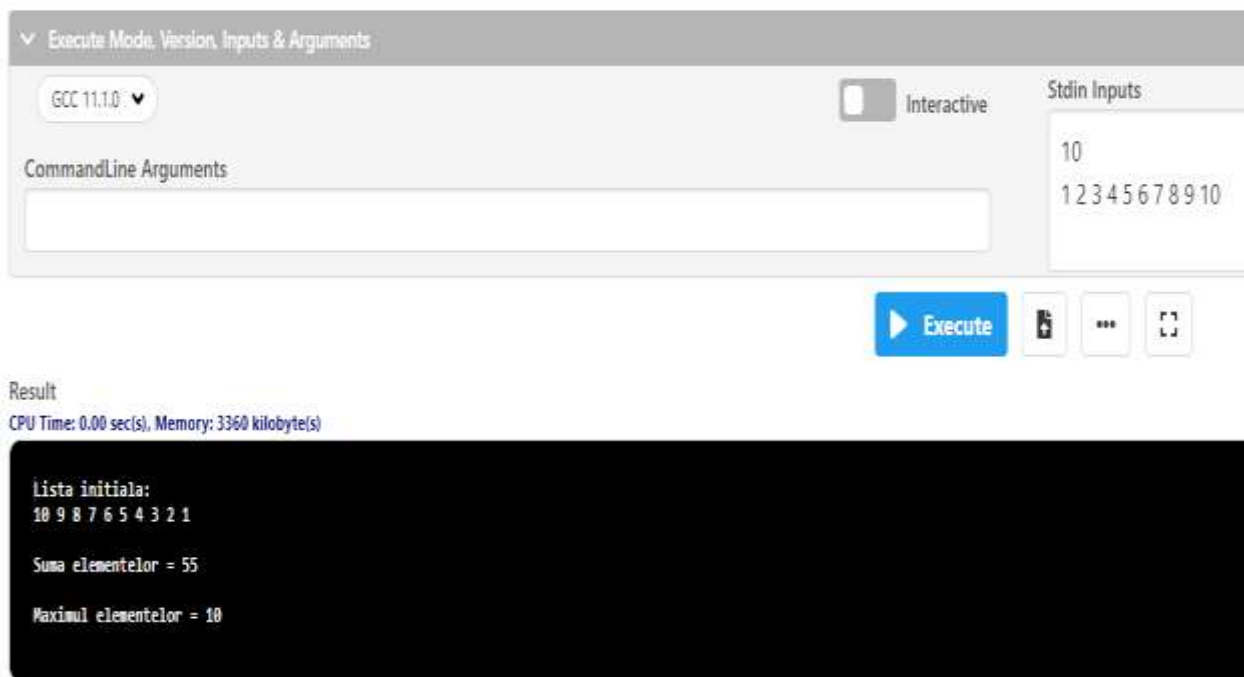 Execute Mode, Version, Inputs & Arguments
GCC 11.1.0
Interactive
Stdin Inputs
CommandLine Arguments
10
1 2 3 4 5 6 7 8 9 10
Execute
Result
CPU Time: 0.00 sec(s), Memory: 3360 kilobyte(s)
Lista initiala:
10 9 8 7 6 5 4 3 2 1
Suma elementelor = 55
Maximul elementelor = 10